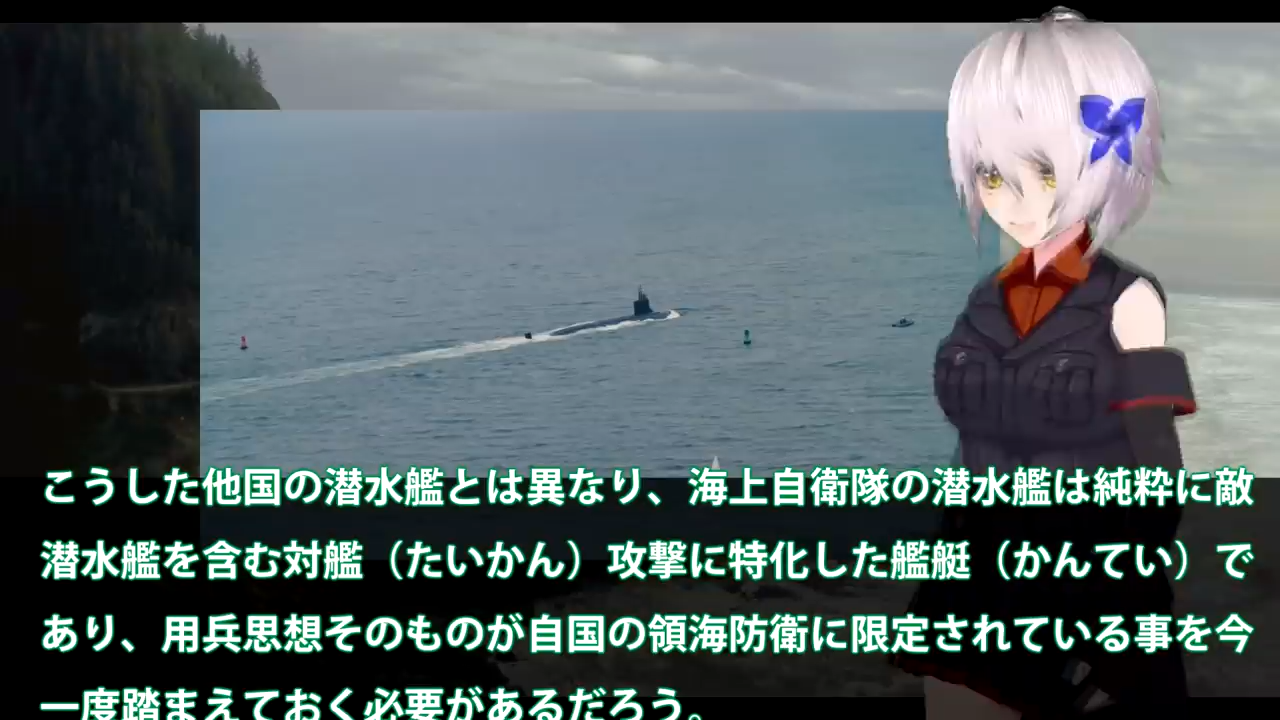 こうした他国の潜水艦とは異なり、海上自衛隊の潜水艦は純粋に敵
潜水艦を含む対艦（たいかん）攻撃に特化した艦艇（かんてい）で
あり、用兵思想そのものが自国の領海防衛に限定されている事を今
一度踏まえておく必要があるだろう。